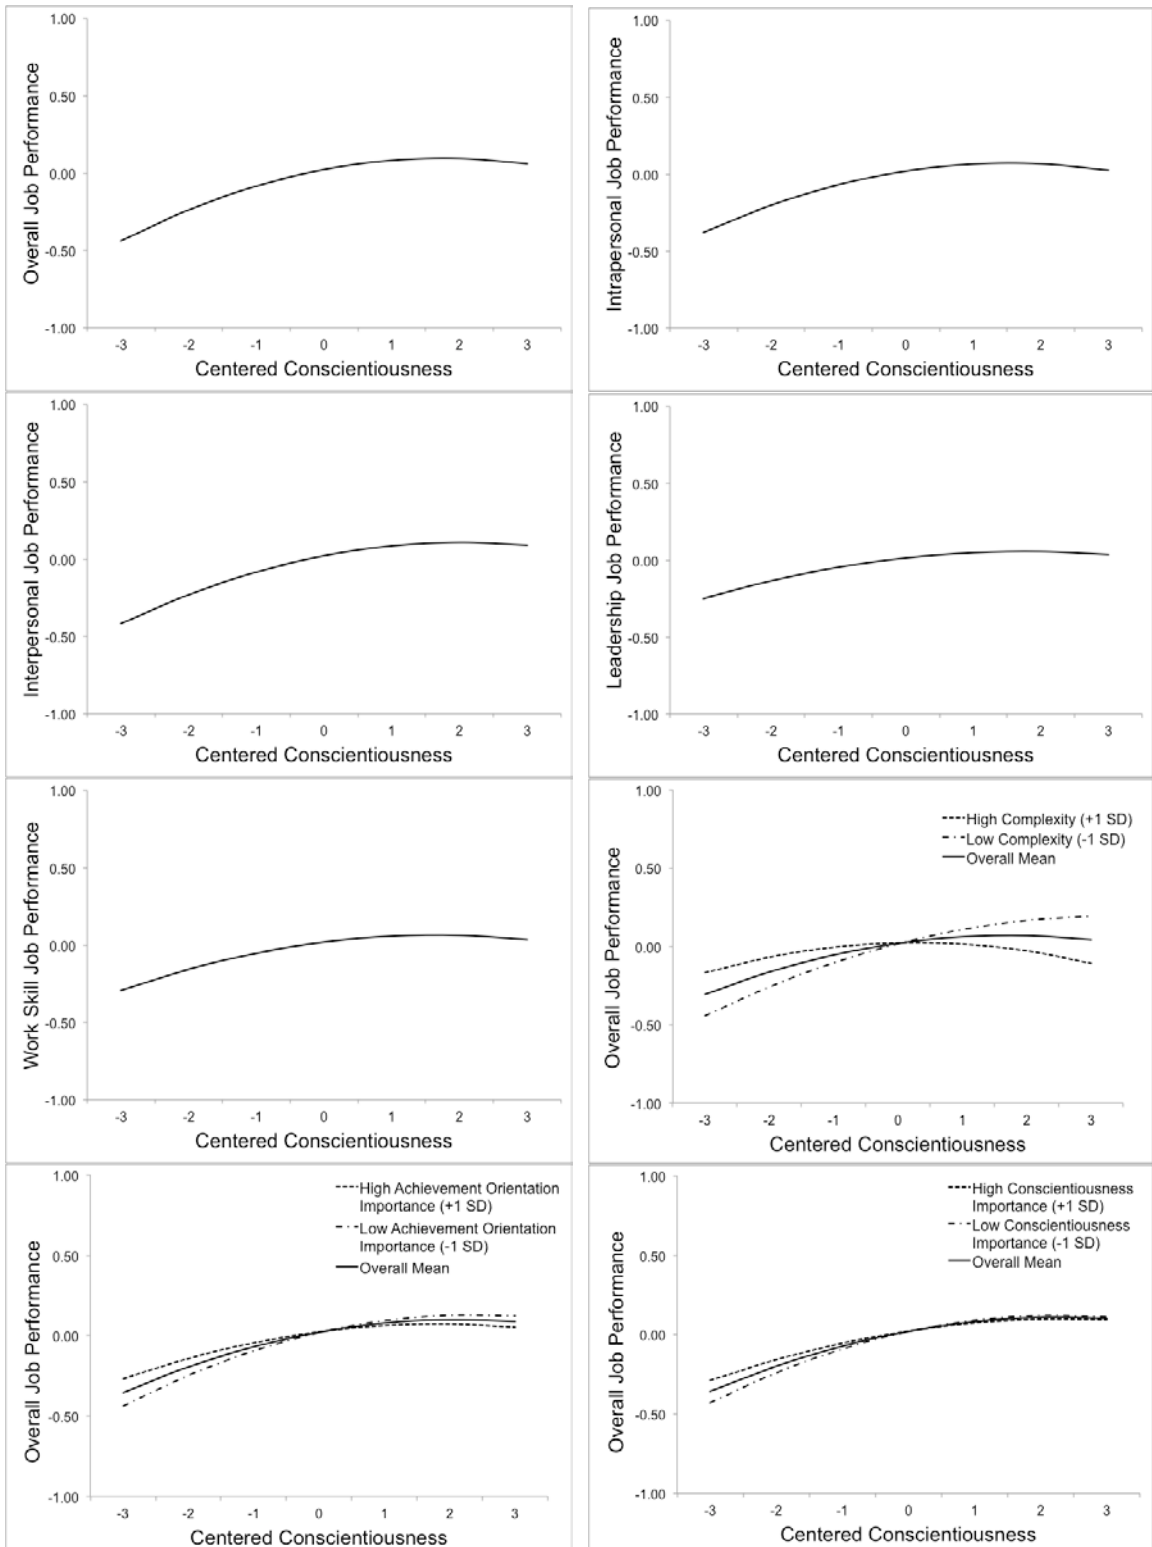 1.00
0.50
0.00
-0.50
-1.00
Overall Job Performance
-3 -2 -1 0 1 2 3
Centered Conscientiousness
1.00
0.50
0.00
-0.50
-1.00
Intrapersonal Job Performance
-3 -2 -1 0 1 2 3
Centered Conscientiousness
1.00
0.50
0.00
-0.50
-1.00
Interpersonal Job Performance
-3 -2 -1 0 1 2 3
Centered Conscientiousness
1.00
0.50
0.00
-0.50
-1.00
Leadership Job Performance
-3 -2 -1 0 1 2 3
Centered Conscientiousness
1.00
0.50
0.00
-0.50
-1.00
Work Skill Job Performance
-3 -2 -1 0 1 2 3
Centered Conscientiousness
1.00
0.50
0.00
-0.50
-1.00
Overall Job Performance
High Complexity (+1 SD)
Low Complexity (-1 SD)
Overall Mean
-3 -2 -1 0 1 2 3
Centered Conscientiousness
1.00
0.50
0.00
-0.50
-1.00
Overall Job Performance
High Achievement Orientation
Importance (+1 SD)
Low Achievement Orientation
Importance (-1 SD)
Overall Mean
-3 -2 -1 0 1 2 3
Centered Conscientiousness
1.00
0.50
0.00
-0.50
-1.00
Overall Job Performance
High Conscientiousness
Importance (+1 SD)
Low Conscientiousness
Importance (-1 SD)
Overall Mean
-3 -2 -1 0 1 2 3
Centered Conscientiousness